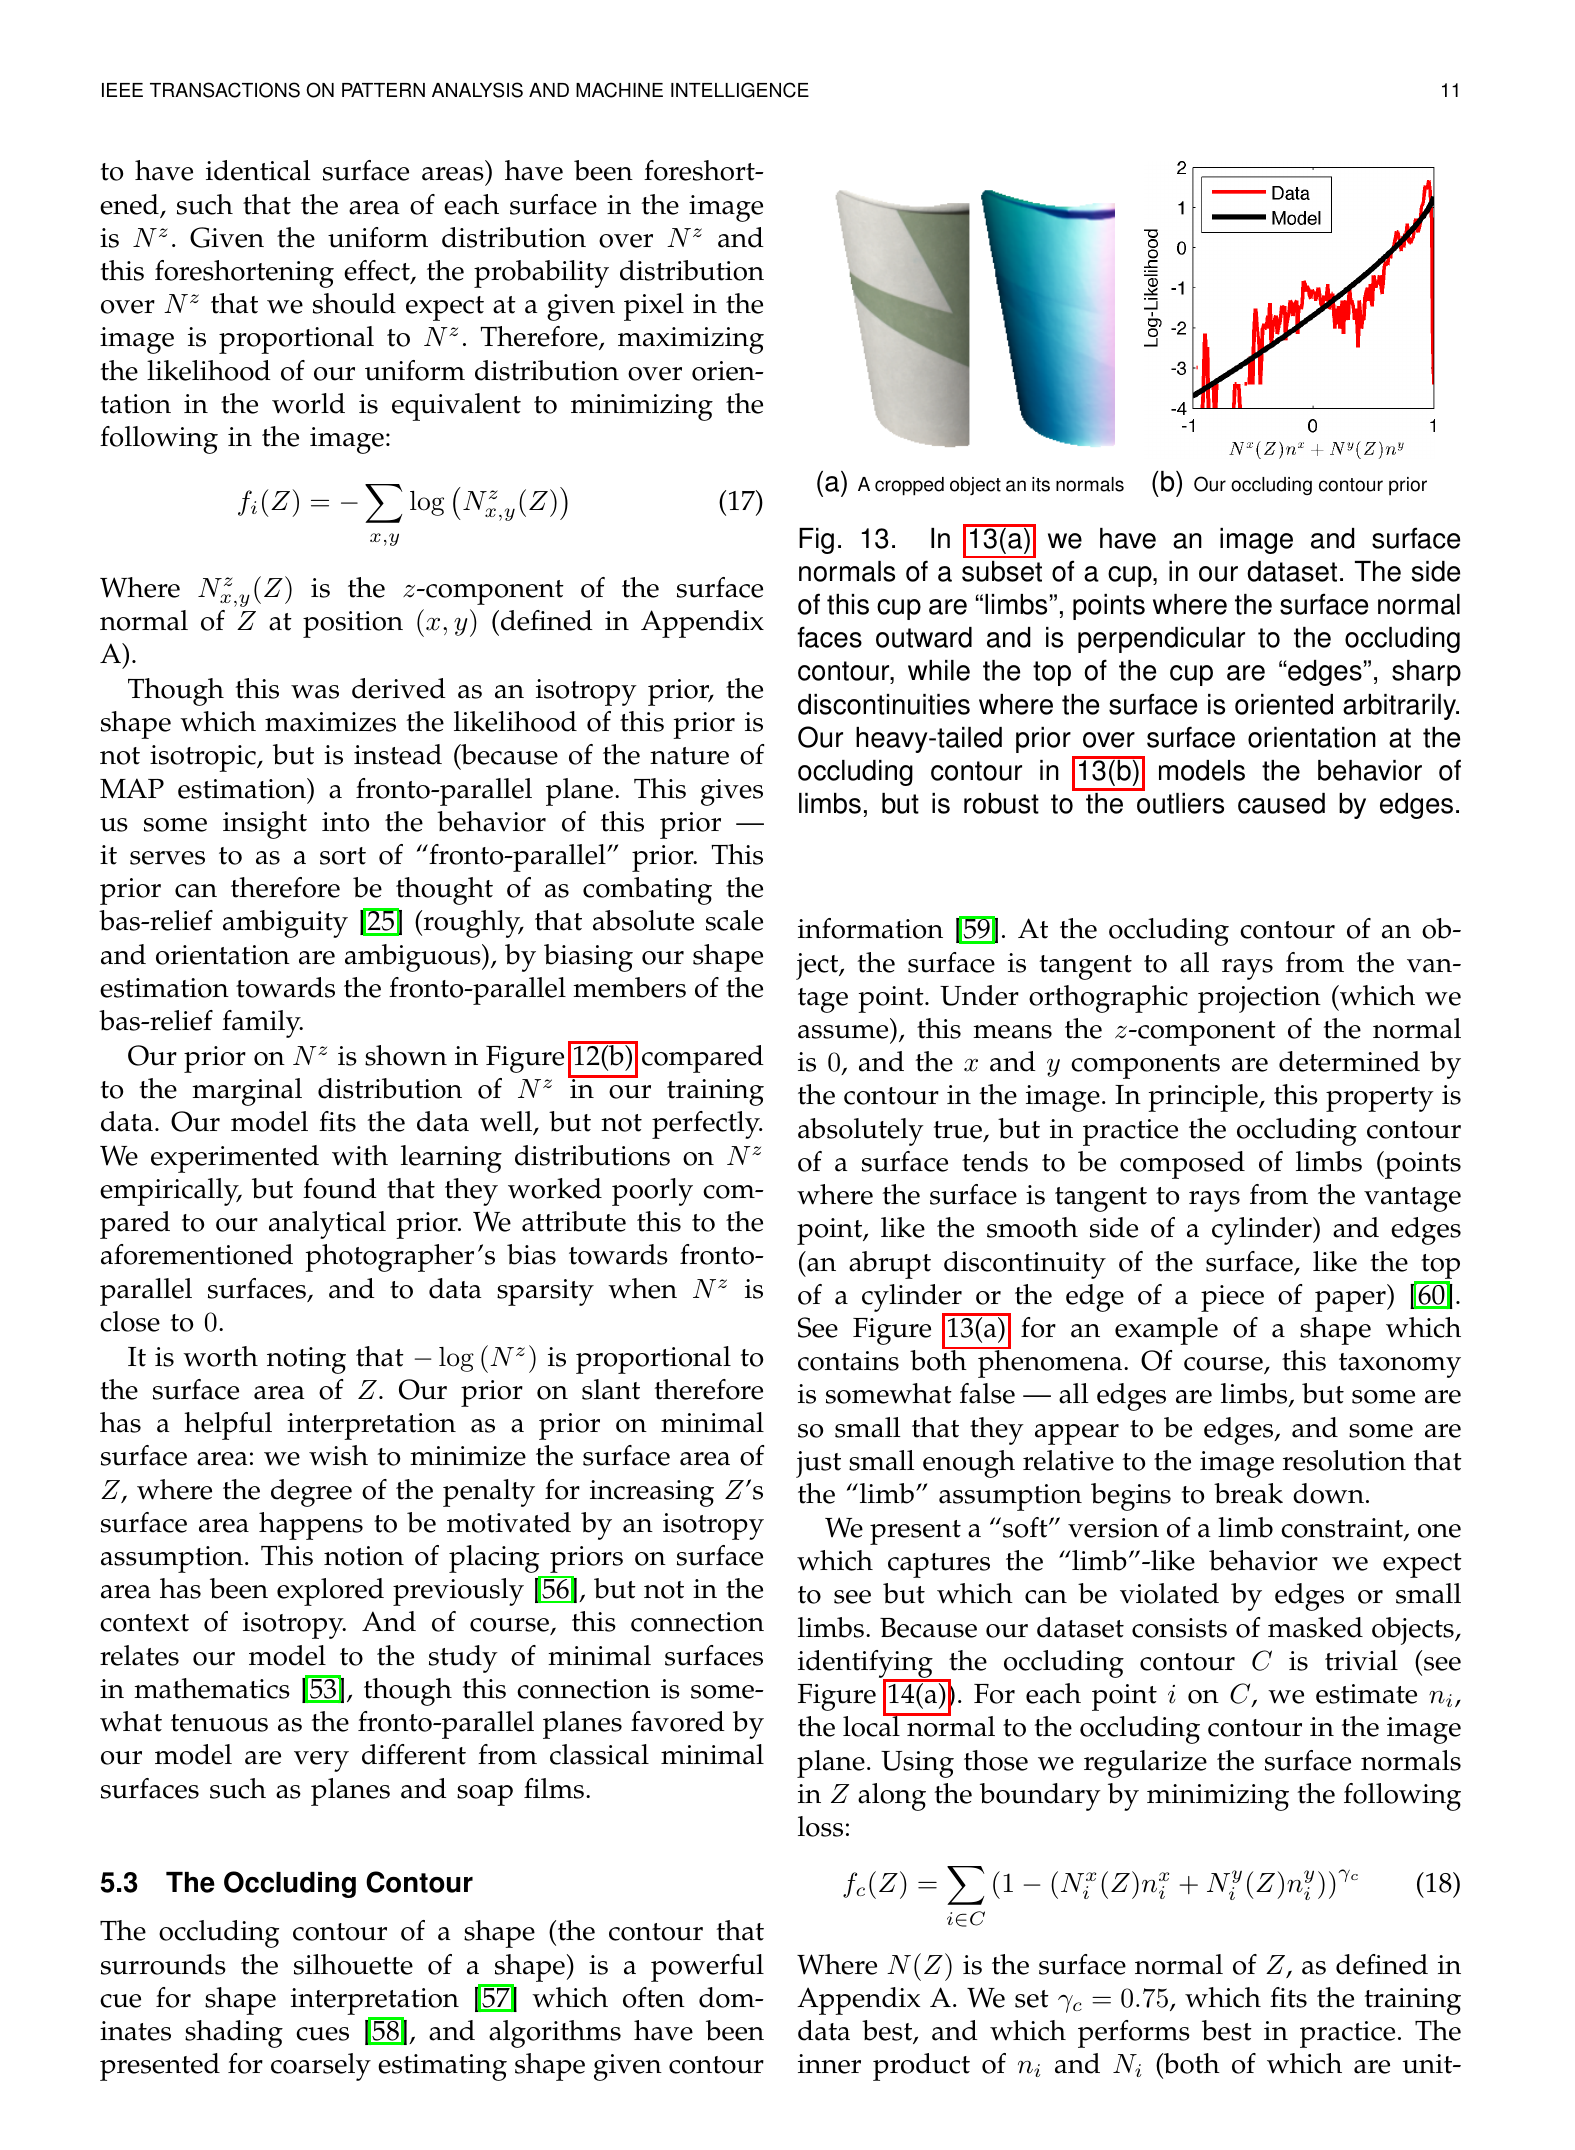 IEEE TRANSACTIONS ON PATTERN ANALYSIS AND MACHINE INTELLIGENCE 11
to have identical surface areas) have been foreshort-
ened, such that the area of each surface in the image
is N^z. Given the uniform distribution over N^z and
this foreshortening effect, the probability distribution
over N^z that we should expect at a given pixel in the
image is proportional to N^z. Therefore, maximizing
the likelihood of our uniform distribution over orien-
tation in the world is equivalent to minimizing the
following in the image:
f_i(Z) = − ∑_{x,y} log (N^z_{x,y}(Z)) (17)
Where N^z_{x,y}(Z) is the z-component of the surface
normal of Z at position (x, y) (defined in Appendix
A).
Though this was derived as an isotropy prior, the
shape which maximizes the likelihood of this prior is
not isotropic, but is instead (because of the nature of
MAP estimation) a fronto-parallel plane. This gives
us some insight into the behavior of this prior —
it serves to as a sort of “fronto-parallel” prior. This
prior can therefore be thought of as combating the
bas-relief ambiguity [25] (roughly, that absolute scale
and orientation are ambiguous), by biasing our shape
estimation towards the fronto-parallel members of the
bas-relief family.
Our prior on N^z is shown in Figure 12(b) compared
to the marginal distribution of N^z in our training
data. Our model fits the data well, but not perfectly.
We experimented with learning distributions on N^z
empirically, but found that they worked poorly com-
pared to our analytical prior. We attribute this to the
aforementioned photographer’s bias towards fronto-
parallel surfaces, and to data sparsity when N^z is
close to 0.
It is worth noting that − log (N^z) is proportional to
the surface area of Z. Our prior on slant therefore
has a helpful interpretation as a prior on minimal
surface area: we wish to minimize the surface area of
Z, where the degree of the penalty for increasing Z’s
surface area happens to be motivated by an isotropy
assumption. This notion of placing priors on surface
area has been explored previously [56], but not in the
context of isotropy. And of course, this connection
relates our model to the study of minimal surfaces
in mathematics [53], though this connection is some-
what tenuous as the fronto-parallel planes favored by
our model are very different from classical minimal
surfaces such as planes and soap films.
5.3 The Occluding Contour
The occluding contour of a shape (the contour that
surrounds the silhouette of a shape) is a powerful
cue for shape interpretation [57] which often dom-
inates shading cues [58], and algorithms have been
presented for coarsely estimating shape given contour
2
1
0
-1
-2
-3
-4
-1 0 1
Log-Likelihood
Data
Model
N^x(Z)n^x + N^y(Z)n^y
(a) A cropped object an its normals (b) Our occluding contour prior
Fig. 13. In 13(a) we have an image and surface
normals of a subset of a cup, in our dataset. The side
of this cup are “limbs”, points where the surface normal
faces outward and is perpendicular to the occluding
contour, while the top of the cup are “edges”, sharp
discontinuities where the surface is oriented arbitrarily.
Our heavy-tailed prior over surface orientation at the
occluding contour in 13(b) models the behavior of
limbs, but is robust to the outliers caused by edges.
information [59]. At the occluding contour of an ob-
ject, the surface is tangent to all rays from the van-
tage point. Under orthographic projection (which we
assume), this means the z-component of the normal
is 0, and the x and y components are determined by
the contour in the image. In principle, this property is
absolutely true, but in practice the occluding contour
of a surface tends to be composed of limbs (points
where the surface is tangent to rays from the vantage
point, like the smooth side of a cylinder) and edges
(an abrupt discontinuity of the surface, like the top
of a cylinder or the edge of a piece of paper) [60].
See Figure 13(a) for an example of a shape which
contains both phenomena. Of course, this taxonomy
is somewhat false — all edges are limbs, but some are
so small that they appear to be edges, and some are
just small enough relative to the image resolution that
the “limb” assumption begins to break down.
We present a “soft” version of a limb constraint, one
which captures the “limb”-like behavior we expect
to see but which can be violated by edges or small
limbs. Because our dataset consists of masked objects,
identifying the occluding contour C is trivial (see
Figure 14(a)). For each point i on C, we estimate n_i,
the local normal to the occluding contour in the image
plane. Using those we regularize the surface normals
in Z along the boundary by minimizing the following
loss:
f_c(Z) = ∑_{i∈C} (1 − (N_i^x(Z)n_i^x + N_i^y(Z)n_i^y))^{γ_c} (18)
Where N(Z) is the surface normal of Z, as defined in
Appendix A. We set γ_c = 0.75, which fits the training
data best, and which performs best in practice. The
inner product of n_i and N_i (both of which are unit-